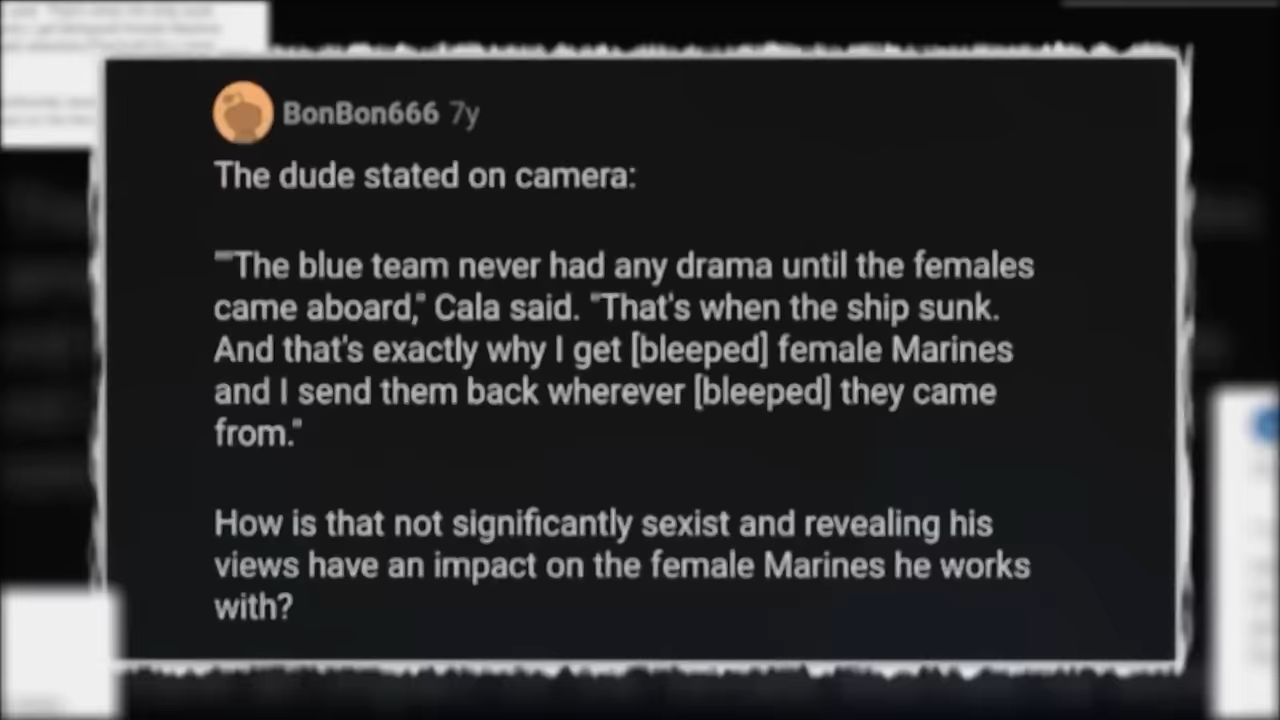 BonBon666 7y
The dude stated on camera:
""The blue team never had any drama until the females
came aboard," Cala said. "That's when the ship sunk.
And that's exactly why I get [bleeped] female Marines
and I send them back wherever [bleeped] they came
from."
How is that not significantly sexist and revealing his
views have an impact on the female Marines he works
with?